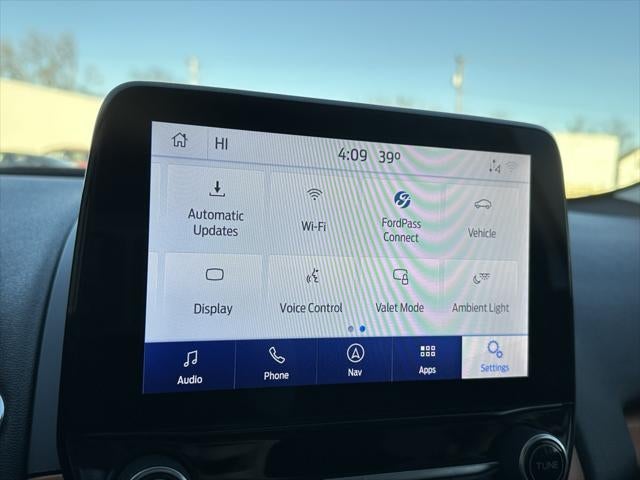 HI
4:09 39°
4
Automatic
Updates
Wi-Fi
FordPass
Connect
Vehicle
Display
Voice Control
Valet Mode
Ambient Light
Audio
Phone
Nav
Apps
Settings
TUNE